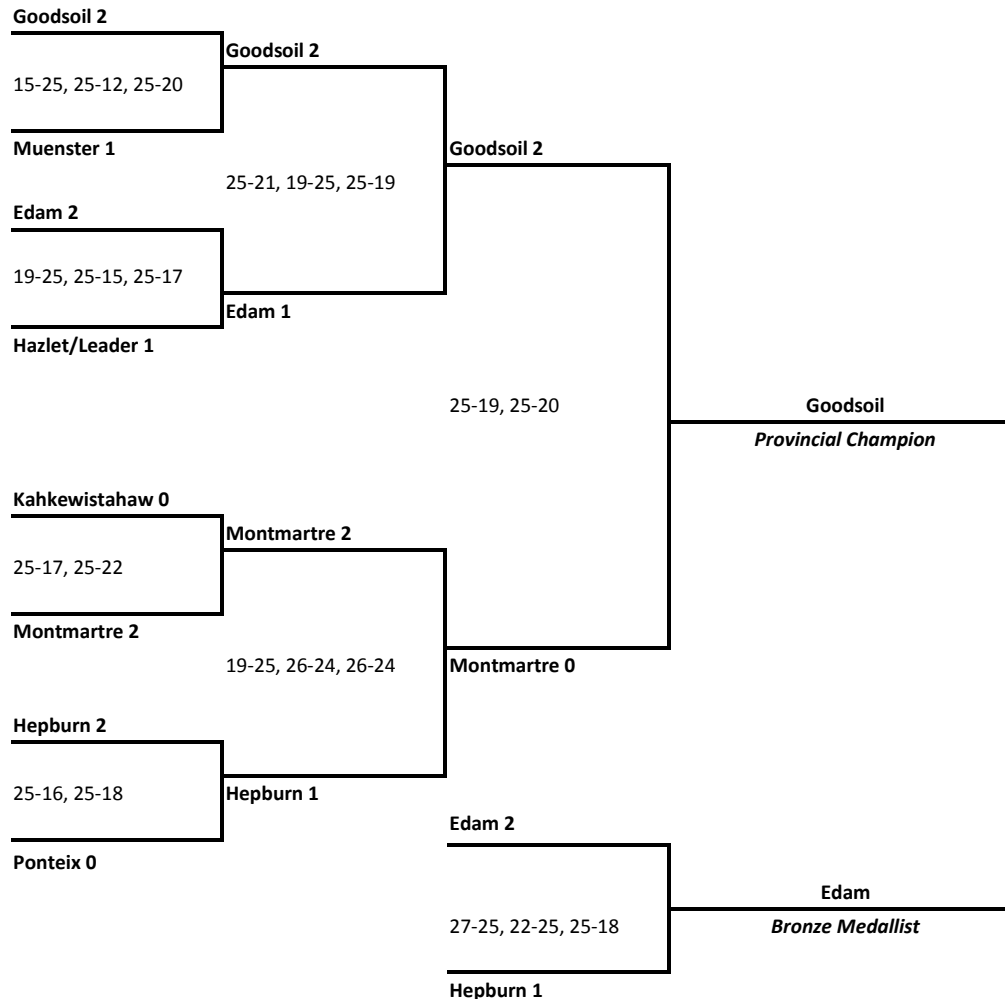 Goodsoil 2
Goodsoil 2
15-25, 25-12, 25-20
Muenster 1
Goodsoil 2
25-21, 19-25, 25-19
Edam 2
19-25, 25-15, 25-17
Edam 1
Hazlet/Leader 1
25-19, 25-20
Goodsoil
Provincial Champion
Kahkewistahaw 0
Montmartre 2
25-17, 25-22
Montmartre 2
19-25, 26-24, 26-24
Montmartre 0
Hepburn 2
25-16, 25-18
Hepburn 1
Edam 2
Ponteix 0
Edam
27-25, 22-25, 25-18
Bronze Medallist
Hepburn 1